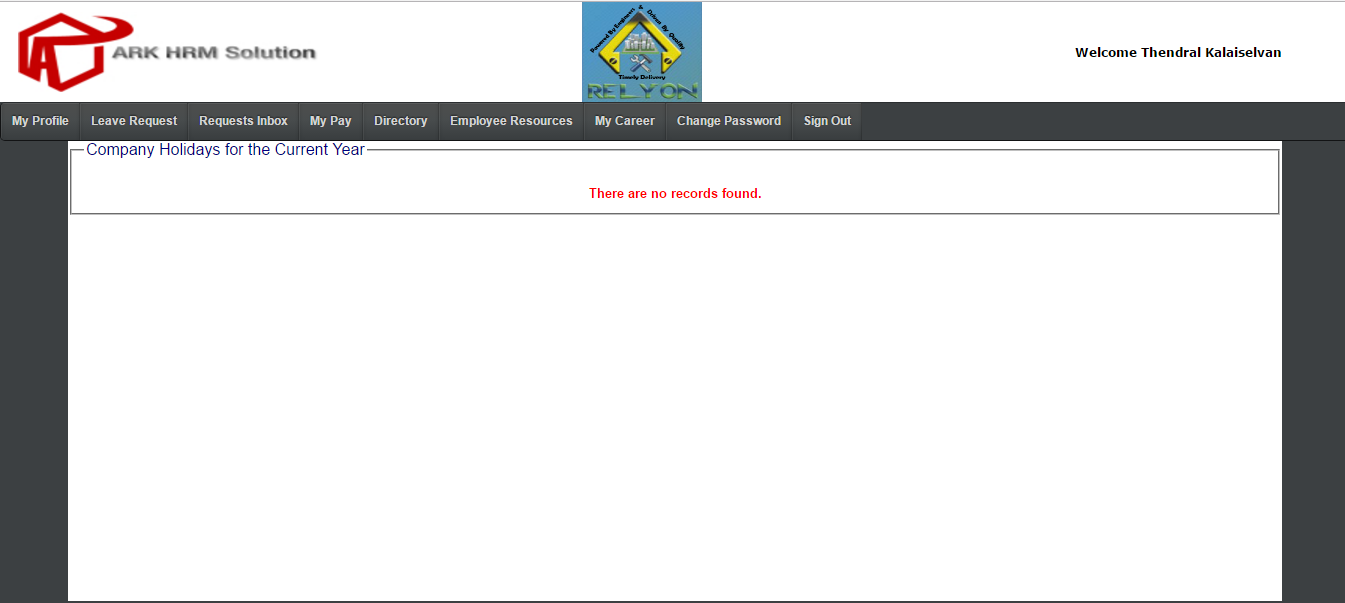 ARK HRM Solution
Powered By Engineers & Driven By Quality
Timely Delivery
RELYON
Welcome Thendral Kalaiselvan
My Profile Leave Request Requests Inbox My Pay Directory Employee Resources My Career Change Password Sign Out
Company Holidays for the Current Year
There are no records found.